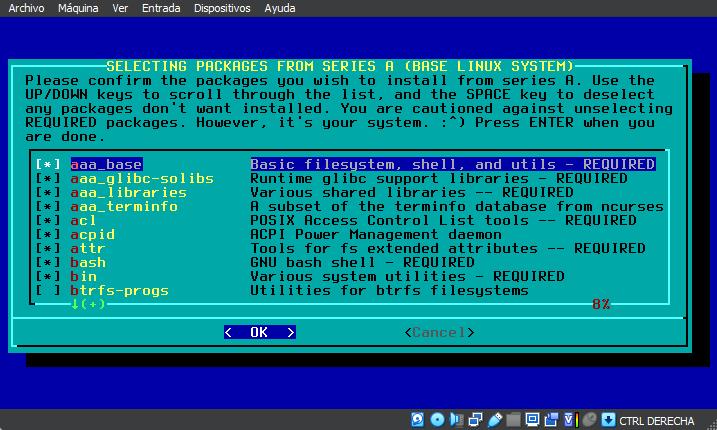 Archivo Máquina Ver Entrada Dispositivos Ayuda
SELECTING PACKAGES FROM SERIES A (BASE LINUX SYSTEM)
Please confirm the packages you wish to install from series A. Use the
UP/DOWN keys to scroll through the list, and the SPACE key to deselect
any packages don't want installed. You are cautioned against unselecting
REQUIRED packages. However, it's your system. :^) Press ENTER when you
are done.
[*] aaa_base Basic filesystem, shell, and utils - REQUIRED
[*] aaa_glibc-solibs Runtime glibc support libraries - REQUIRED
[*] aaa_libraries Various shared libraries -- REQUIRED
[*] aaa_terminfo A subset of the terminfo database from ncurses
[*] acl POSIX Access Control List tools -- REQUIRED
[*] acpid ACPI Power Management daemon
[*] attr Tools for fs extended attributes -- REQUIRED
[*] bash GNU bash shell - REQUIRED
[*] bin Various system utilities - REQUIRED
[ ] btrfs-progs Utilities for btrfs filesystems
↓(+) 8%
< OK > <Cancel>
CTRL DERECHA